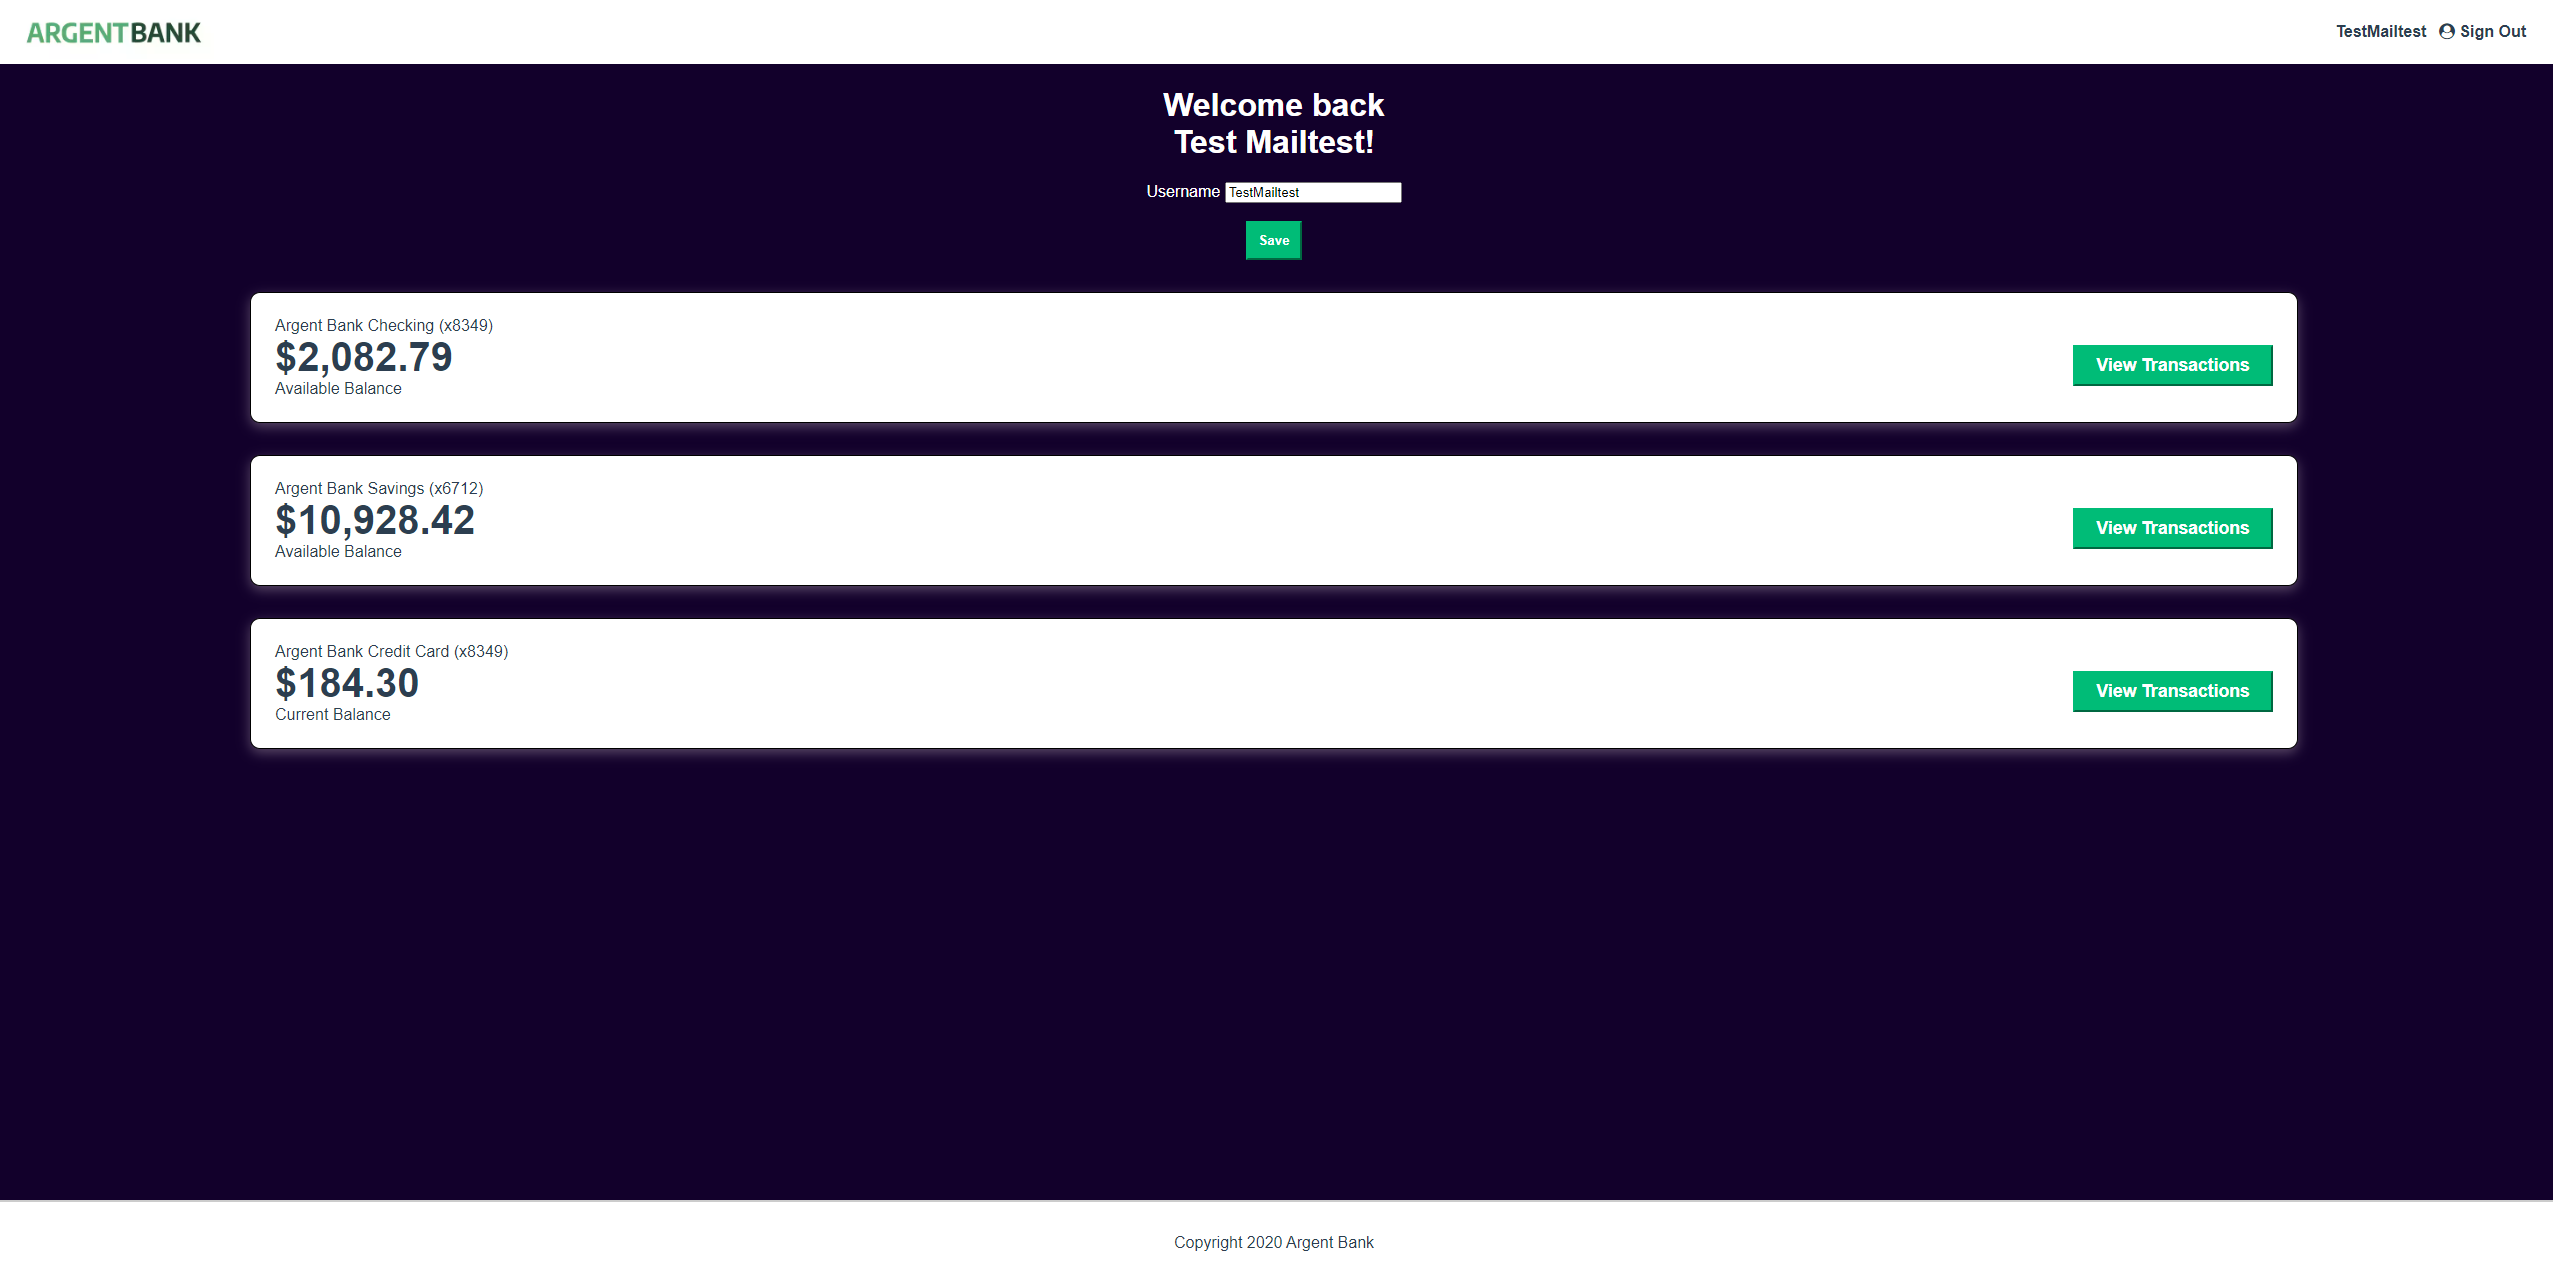 ARGENTBANK
TestMailtest Sign Out
Welcome back
Test Mailtest!
Username TestMailtest
Save
Argent Bank Checking (x8349)
$2,082.79
Available Balance
View Transactions
Argent Bank Savings (x6712)
$10,928.42
Available Balance
View Transactions
Argent Bank Credit Card (x8349)
$184.30
Current Balance
View Transactions
Copyright 2020 Argent Bank